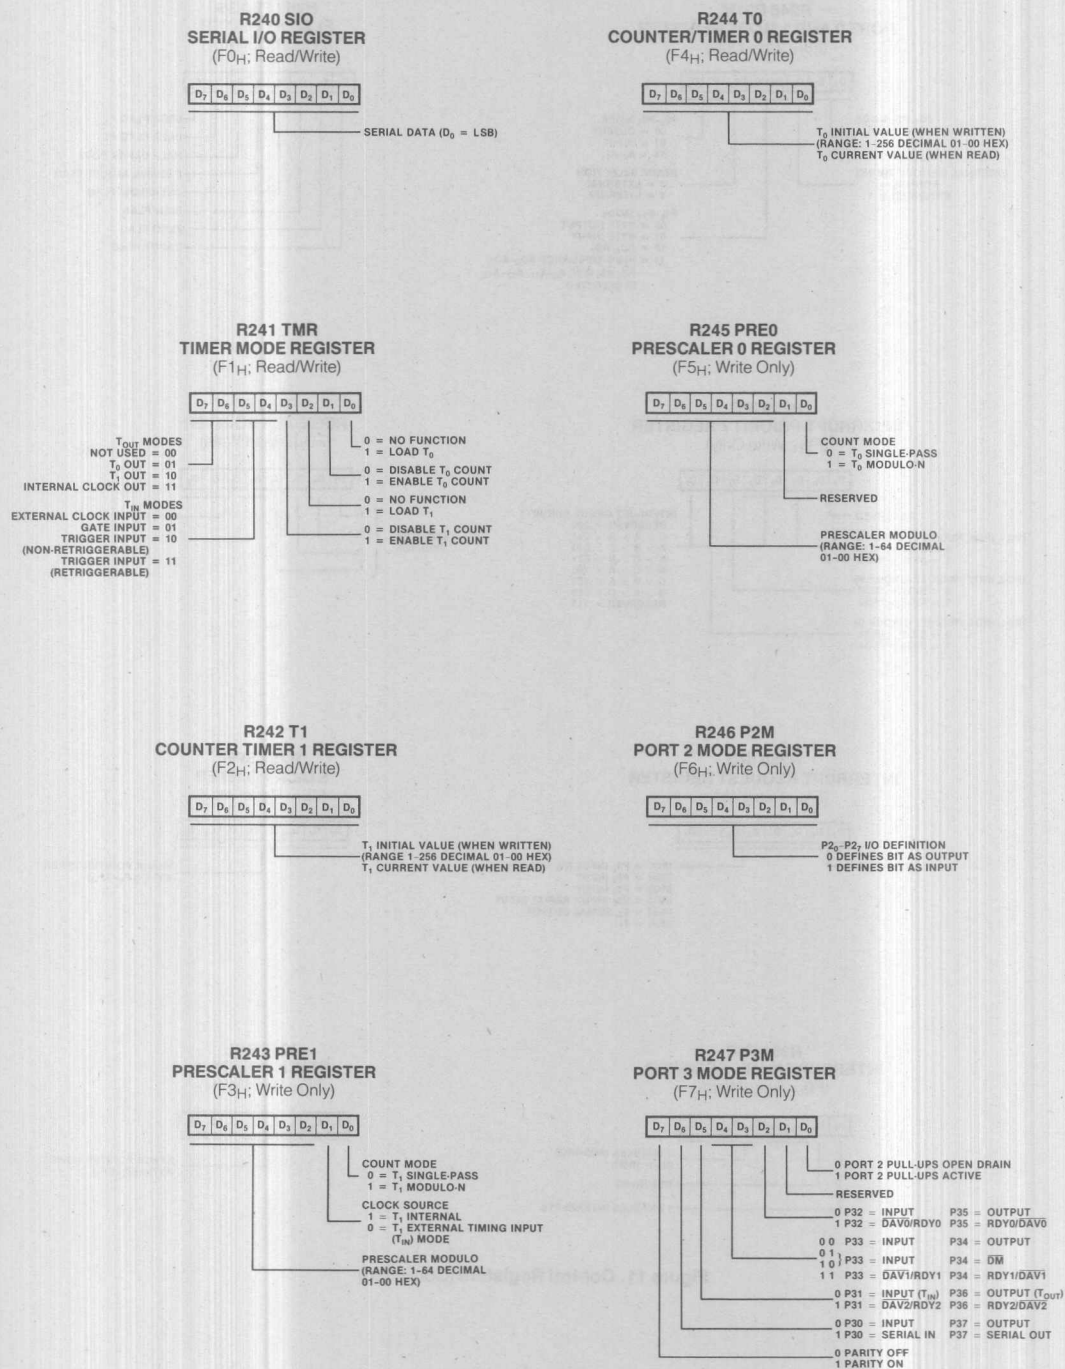 R240 SIO
SERIAL I/O REGISTER
(F0H; Read/Write)
D7 D6 D5 D4 D3 D2 D1 D0
SERIAL DATA (D0 = LSB)
R241 TMR
TIMER MODE REGISTER
(F1H; Read/Write)
D7 D6 D5 D4 D3 D2 D1 D0
TOUT MODES
NOT USED = 00
T0 OUT = 01
T1 OUT = 10
INTERNAL CLOCK OUT = 11
TIN MODES
EXTERNAL CLOCK INPUT = 00
GATE INPUT = 01
TRIGGER INPUT = 10
(NON-RETRIGGERABLE)
TRIGGER INPUT = 11
(RETRIGGERABLE)
0 = NO FUNCTION
1 = LOAD T0
0 = DISABLE T0 COUNT
1 = ENABLE T0 COUNT
0 = NO FUNCTION
1 = LOAD T1
0 = DISABLE T1 COUNT
1 = ENABLE T1 COUNT
R242 T1
COUNTER TIMER 1 REGISTER
(F2H; Read/Write)
D7 D6 D5 D4 D3 D2 D1 D0
T1 INITIAL VALUE (WHEN WRITTEN)
(RANGE 1-256 DECIMAL 01-00 HEX)
T1 CURRENT VALUE (WHEN READ)
R243 PRE1
PRESCALER 1 REGISTER
(F3H; Write Only)
D7 D6 D5 D4 D3 D2 D1 D0
COUNT MODE
0 = T1 SINGLE-PASS
1 = T1 MODULO-N
CLOCK SOURCE
1 = T1 INTERNAL
0 = T1 EXTERNAL TIMING INPUT
(TIN) MODE
PRESCALER MODULO
(RANGE: 1-64 DECIMAL
01-00 HEX)
R244 T0
COUNTER/TIMER 0 REGISTER
(F4H; Read/Write)
D7 D6 D5 D4 D3 D2 D1 D0
T0 INITIAL VALUE (WHEN WRITTEN)
(RANGE: 1-256 DECIMAL 01-00 HEX)
T0 CURRENT VALUE (WHEN READ)
R245 PRE0
PRESCALER 0 REGISTER
(F5H; Write Only)
D7 D6 D5 D4 D3 D2 D1 D0
COUNT MODE
0 = T0 SINGLE-PASS
1 = T0 MODULO-N
RESERVED
PRESCALER MODULO
(RANGE: 1-64 DECIMAL
01-00 HEX)
R246 P2M
PORT 2 MODE REGISTER
(F6H; Write Only)
D7 D6 D5 D4 D3 D2 D1 D0
P20-P27 I/O DEFINITION
0 DEFINES BIT AS OUTPUT
1 DEFINES BIT AS INPUT
R247 P3M
PORT 3 MODE REGISTER
(F7H; Write Only)
D7 D6 D5 D4 D3 D2 D1 D0
0 PORT 2 PULL-UPS OPEN DRAIN
1 PORT 2 PULL-UPS ACTIVE
RESERVED
0 P32 = INPUT P35 = OUTPUT
1 P32 = D̅A̅V̅0̅/RDY0 P35 = RDY0/D̅A̅V̅0̅
0 0 P33 = INPUT P34 = OUTPUT
0 1
1 0 } P33 = INPUT P34 = D̅M̅
1 1 P33 = D̅A̅V̅1̅/RDY1 P34 = RDY1/D̅A̅V̅1̅
0 P31 = INPUT (TIN) P36 = OUTPUT (TOUT)
1 P31 = D̅A̅V̅2̅/RDY2 P36 = RDY2/D̅A̅V̅2̅
0 P30 = INPUT P37 = OUTPUT
1 P30 = SERIAL IN P37 = SERIAL OUT
0 PARITY OFF
1 PARITY ON